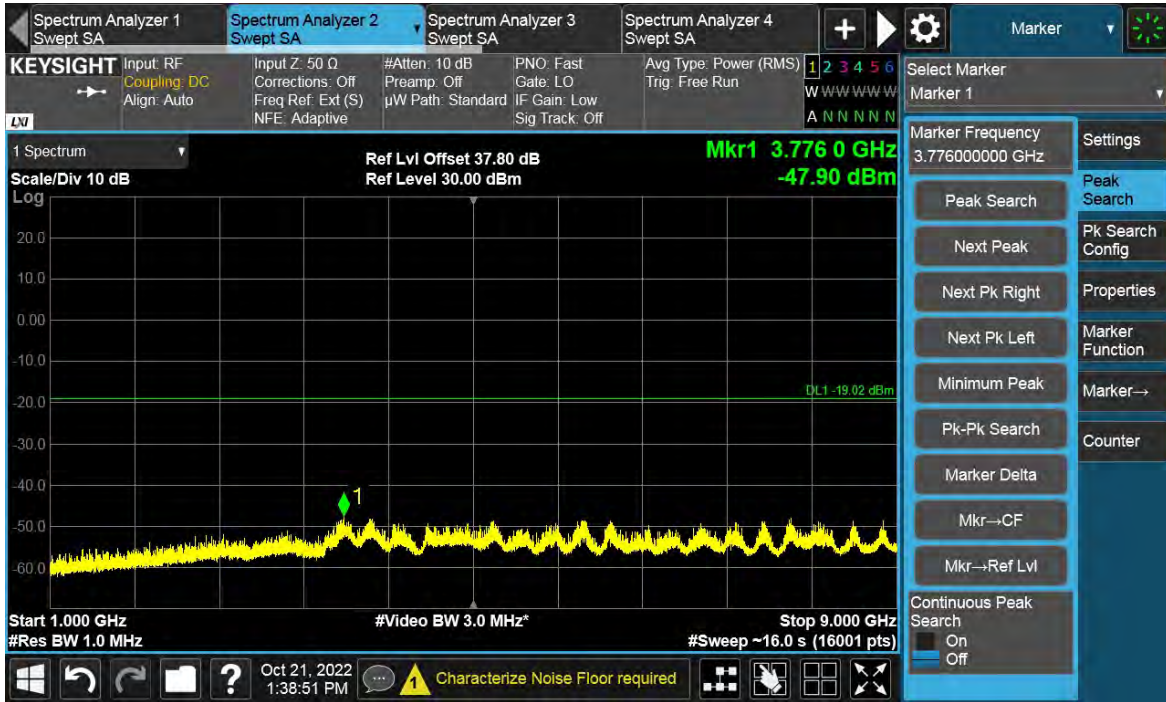 Spectrum Analyzer 1
Swept SA
Spectrum Analyzer 2
Swept SA
Spectrum Analyzer 3
Swept SA
Spectrum Analyzer 4
Swept SA
+
Marker
KEYSIGHT
LXI
Input: RF
Coupling: DC
Align: Auto
Input Z: 50 Ω
Corrections: Off
Freq Ref: Ext (S)
NFE: Adaptive
#Atten: 10 dB
Preamp: Off
µW Path: Standard
PNO: Fast
Gate: LO
IF Gain: Low
Sig Track: Off
Avg Type: Power (RMS)
Trig: Free Run
1 2 3 4 5 6
W W W W W W
A N N N N N
Select Marker
Marker 1
1 Spectrum
Scale/Div 10 dB
Ref Lvl Offset 37.80 dB
Ref Level 30.00 dBm
Mkr1 3.776 0 GHz
-47.90 dBm
Log
20.0
10.0
0.00
-10.0
-20.0
-30.0
-40.0
-50.0
-60.0
DL1 -19.02 dBm
1
Start 1.000 GHz
#Res BW 1.0 MHz
#Video BW 3.0 MHz*
Stop 9.000 GHz
#Sweep ~16.0 s (16001 pts)
Marker Frequency
3.776000000 GHz
Peak Search
Next Peak
Next Pk Right
Next Pk Left
Minimum Peak
Pk-Pk Search
Marker Delta
Mkr→CF
Mkr→Ref Lvl
Continuous Peak
Search
On
Off
Settings
Peak
Search
Pk Search
Config
Properties
Marker
Function
Marker→
Counter
?
Oct 21, 2022
1:38:51 PM
1
Characterize Noise Floor required